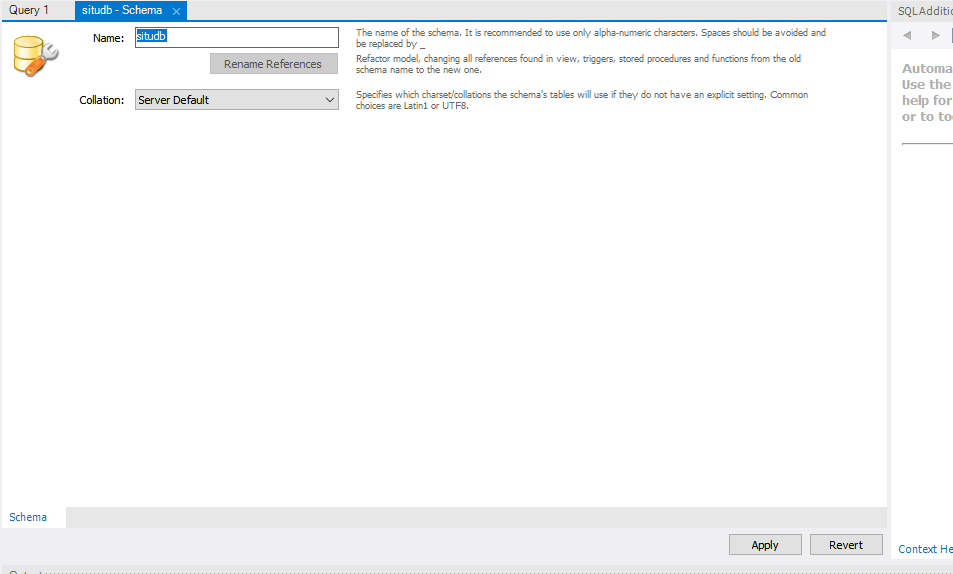 Query 1
situdb - Schema
SQLAdditio
Name:
situdb
The name of the schema. It is recommended to use only alpha-numeric characters. Spaces should be avoided and
be replaced by _
Rename References
Refactor model, changing all references found in view, triggers, stored procedures and functions from the old
schema name to the new one.
Collation:
Server Default
Specifies which charset/collations the schema's tables will use if they do not have an explicit setting. Common
choices are Latin1 or UTF8.
Automa
Use the
help for
or to to
Schema
Apply
Revert
Context He